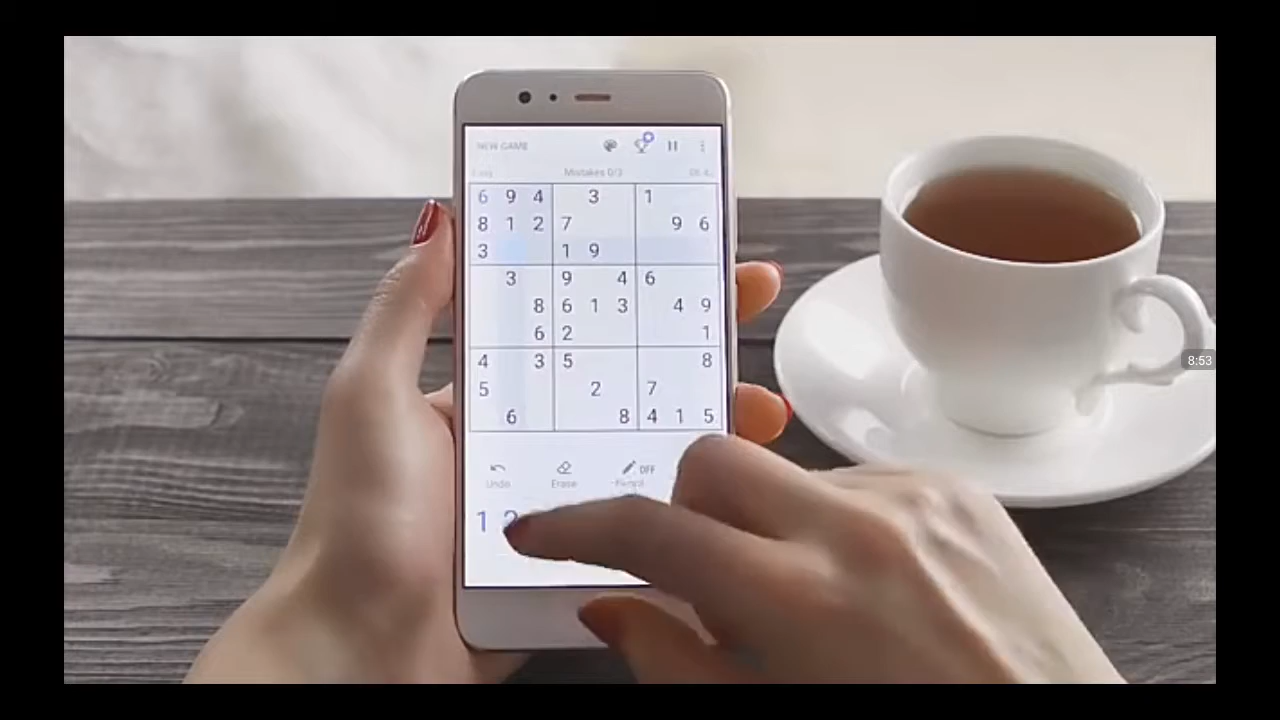 NEW GAME
Easy Mistakes 0/3
6 9 4 3 1
8 1 2 7 9 6
3 1 9
3 9 4 6
8 6 1 3 4 9
6 2 1
4 3 5 8
5 2 7
6 8 4 1 5
OFF
Undo Erase Pencil
1 2
8:53